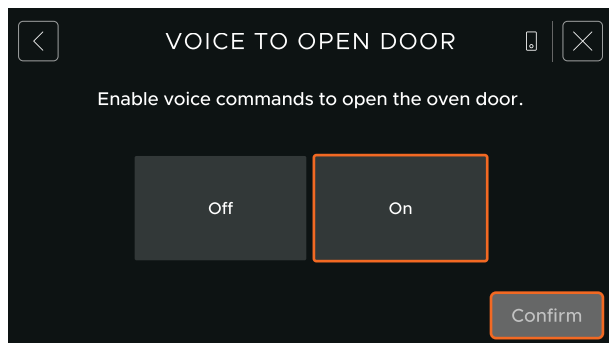 VOICE TO OPEN DOOR
Enable voice commands to open the oven door.
Off
On
Confirm